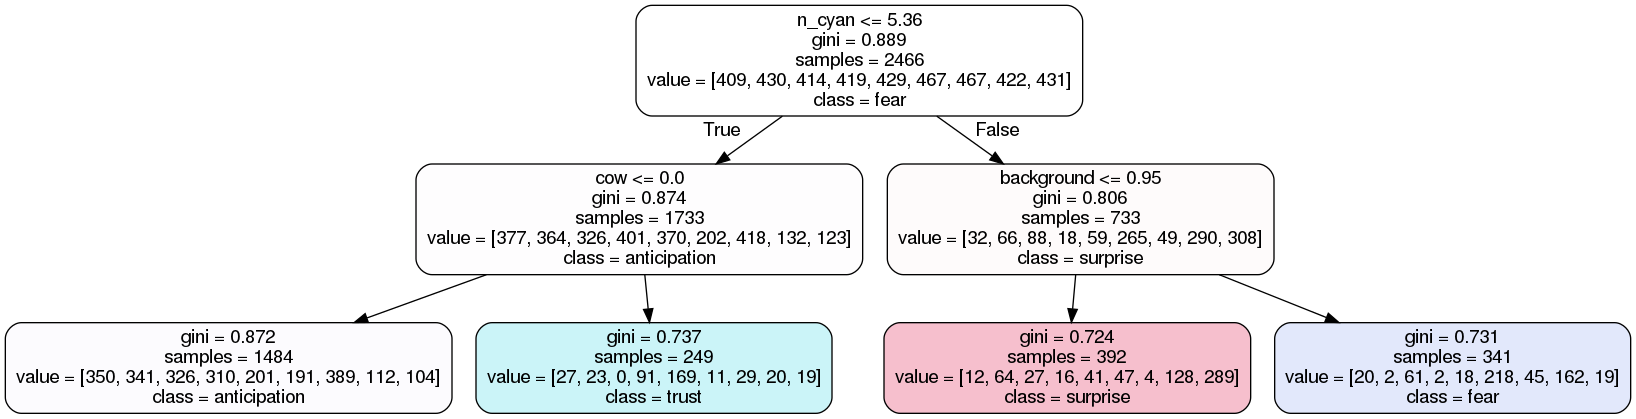 n_cyan <= 5.36
gini = 0.889
samples = 2466
value = [409, 430, 414, 419, 429, 467, 467, 422, 431]
class = fear
True
False
cow <= 0.0
gini = 0.874
samples = 1733
value = [377, 364, 326, 401, 370, 202, 418, 132, 123]
class = anticipation
background <= 0.95
gini = 0.806
samples = 733
value = [32, 66, 88, 18, 59, 265, 49, 290, 308]
class = surprise
gini = 0.872
samples = 1484
value = [350, 341, 326, 310, 201, 191, 389, 112, 104]
class = anticipation
gini = 0.737
samples = 249
value = [27, 23, 0, 91, 169, 11, 29, 20, 19]
class = trust
gini = 0.724
samples = 392
value = [12, 64, 27, 16, 41, 47, 4, 128, 289]
class = surprise
gini = 0.731
samples = 341
value = [20, 2, 61, 2, 18, 218, 45, 162, 19]
class = fear